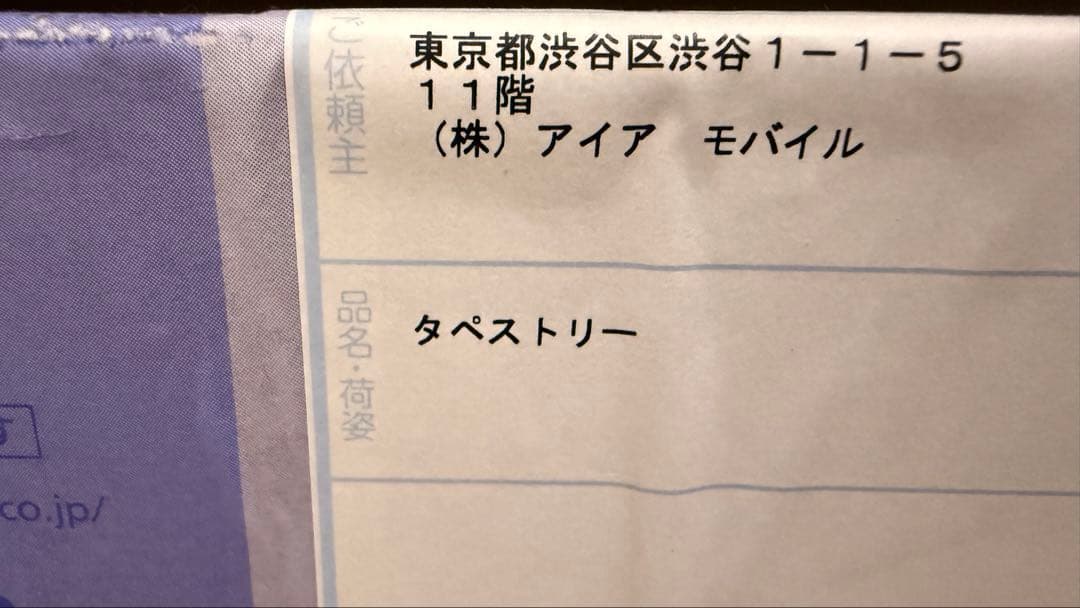 ご依頼主
東京都渋谷区渋谷１－１－５
１１階
（株）アイア　モバイル
品名・荷姿
タペストリー
す
co.jp/